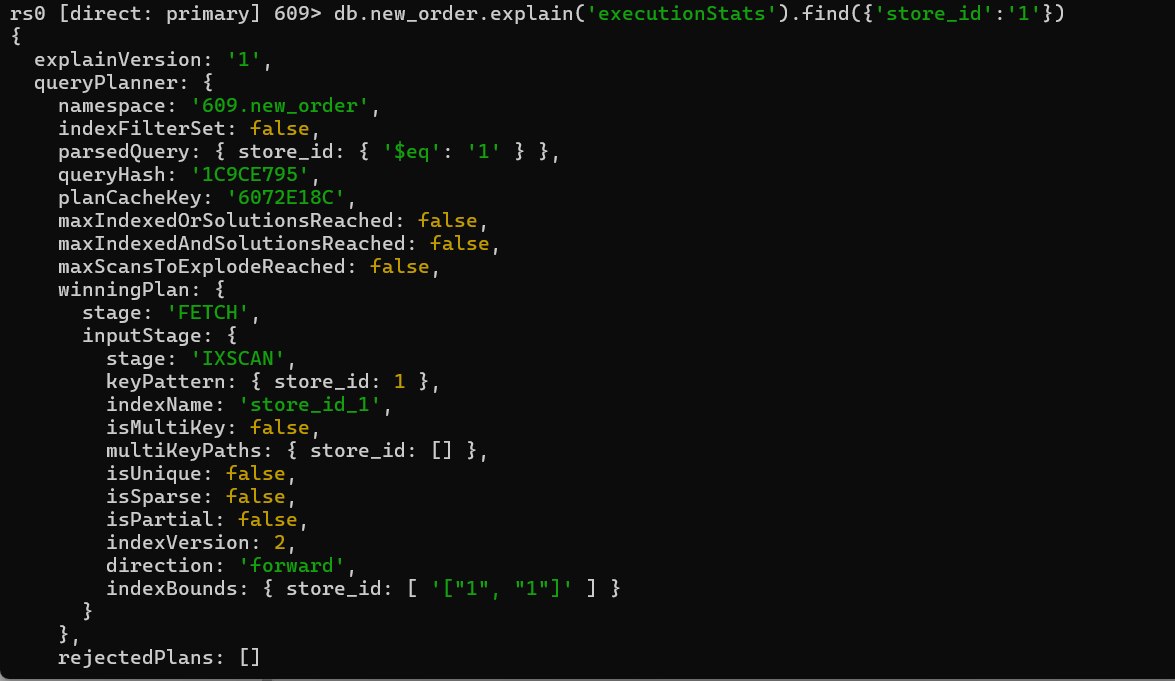 rs0 [direct: primary] 609> db.new_order.explain('executionStats').find({'store_id':'1'})
{
  explainVersion: '1',
  queryPlanner: {
    namespace: '609.new_order',
    indexFilterSet: false,
    parsedQuery: { store_id: { '$eq': '1' } },
    queryHash: '1C9CE795',
    planCacheKey: '6072E18C',
    maxIndexedOrSolutionsReached: false,
    maxIndexedAndSolutionsReached: false,
    maxScansToExplodeReached: false,
    winningPlan: {
      stage: 'FETCH',
      inputStage: {
        stage: 'IXSCAN',
        keyPattern: { store_id: 1 },
        indexName: 'store_id_1',
        isMultiKey: false,
        multiKeyPaths: { store_id: [] },
        isUnique: false,
        isSparse: false,
        isPartial: false,
        indexVersion: 2,
        direction: 'forward',
        indexBounds: { store_id: [ '["1", "1"]' ] }
      }
    },
    rejectedPlans: []